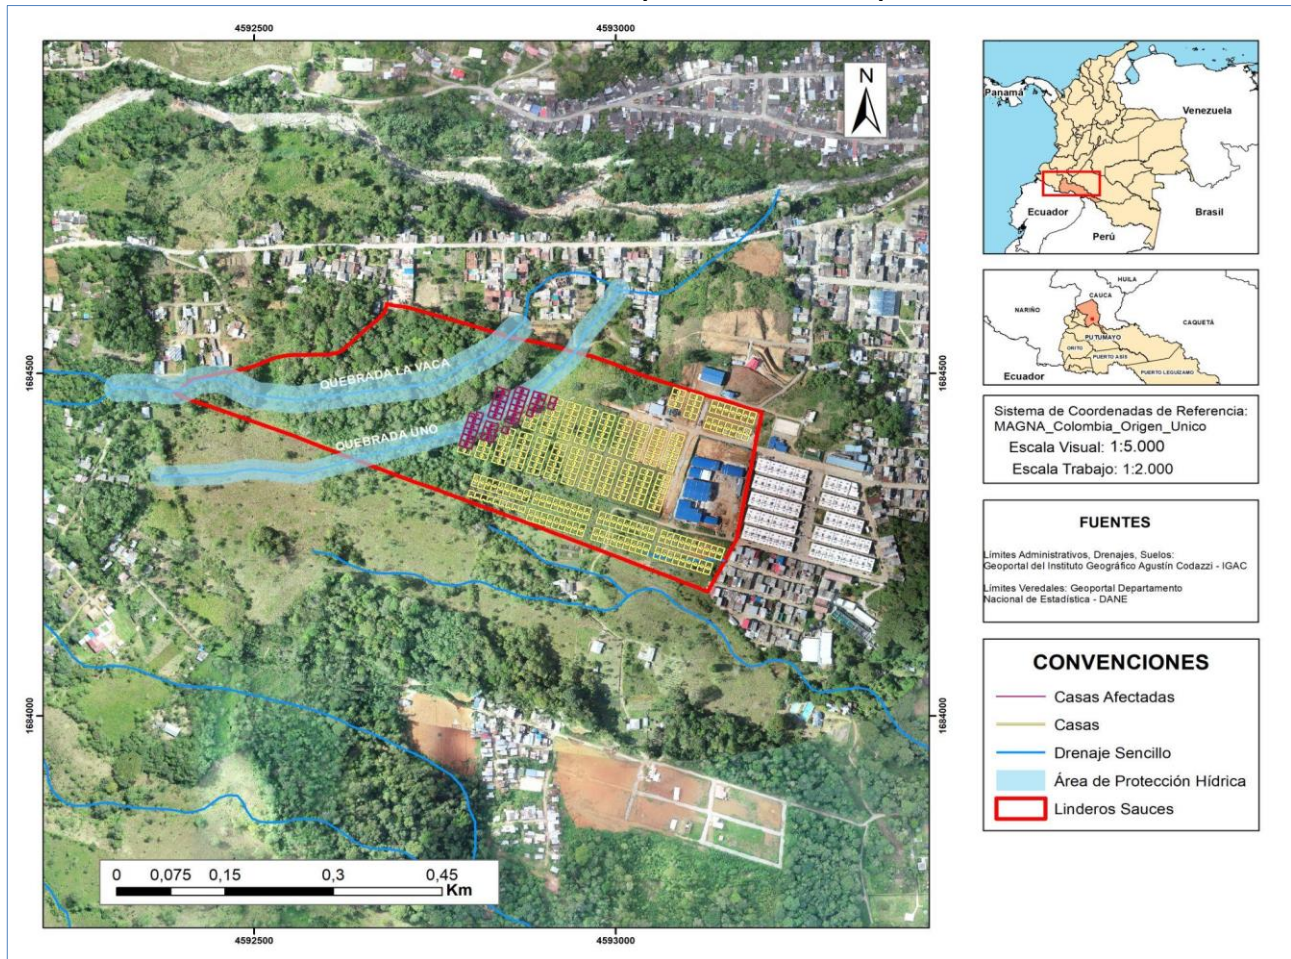 4592500
4593000
1684500
1684500
1684000
1684000
4592500
4593000
N
QUEBRADA LA VACA
QUEBRADA UNO
0 0,075 0,15 0,3 0,45
Km
Panamá
Venezuela
Ecuador
Brasil
Perú
HUILA
CAUCA
NARIÑO
CAQUETÁ
PUTUMAYO
ORITO
PUERTO ASÍS
PUERTO LEGUÍZAMO
Ecuador
Sistema de Coordenadas de Referencia:
MAGNA_Colombia_Origen_Unico
Escala Visual: 1:5.000
Escala Trabajo: 1:2.000
FUENTES
Límites Administrativos, Drenajes, Suelos:
Geoportal del Instituto Geográfico Agustín Codazzi - IGAC
Límites Veredales: Geoportal Departamento
Nacional de Estadística - DANE
CONVENCIONES
Casas Afectadas
Casas
Drenaje Sencillo
Área de Protección Hídrica
Linderos Sauces